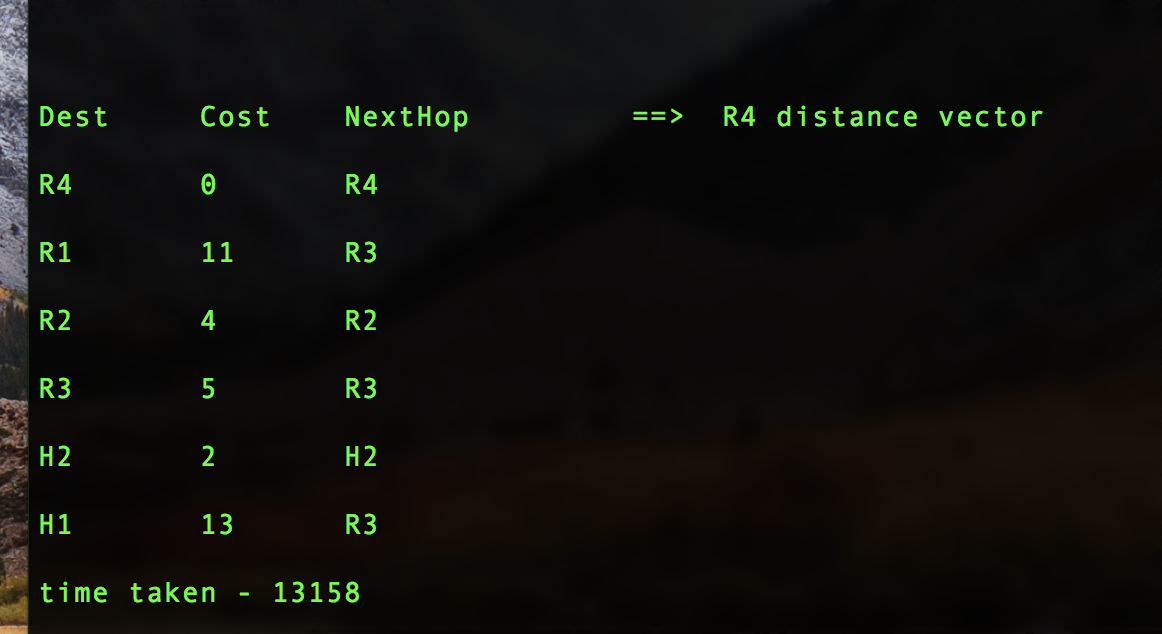 Dest Cost NextHop ==> R4 distance vector
R4 0 R4
R1 11 R3
R2 4 R2
R3 5 R3
H2 2 H2
H1 13 R3
time taken - 13158